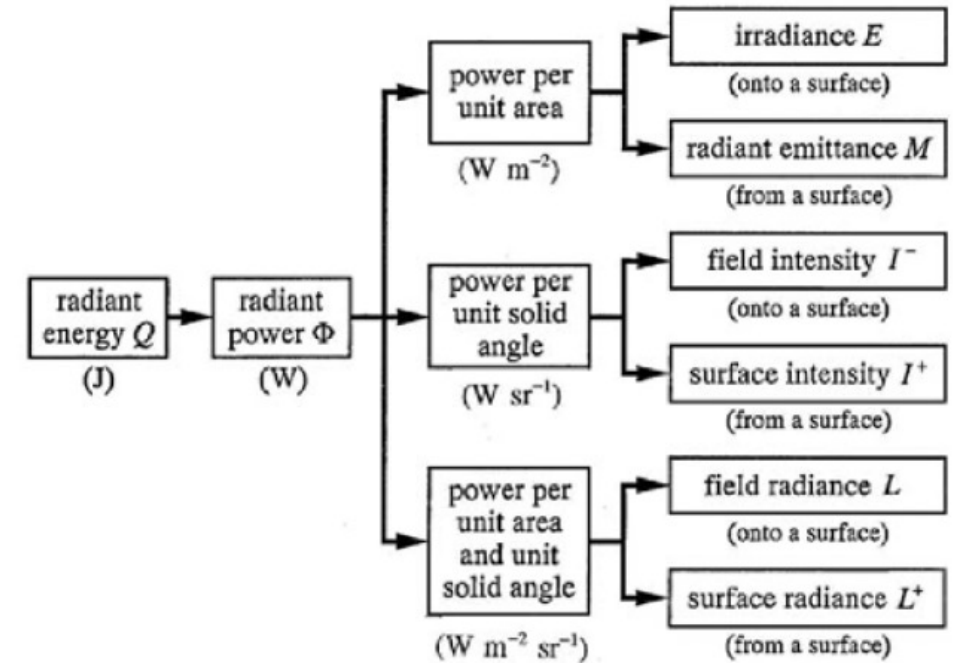 radiant
energy Q
(J)
radiant
power Φ
(W)
power per
unit area
(W m⁻²)
irradiance E
(onto a surface)
radiant emittance M
(from a surface)
power per
unit solid
angle
(W sr⁻¹)
field intensity I⁻
(onto a surface)
surface intensity I⁺
(from a surface)
power per
unit area
and unit
solid angle
(W m⁻² sr⁻¹)
field radiance L
(onto a surface)
surface radiance L⁺
(from a surface)